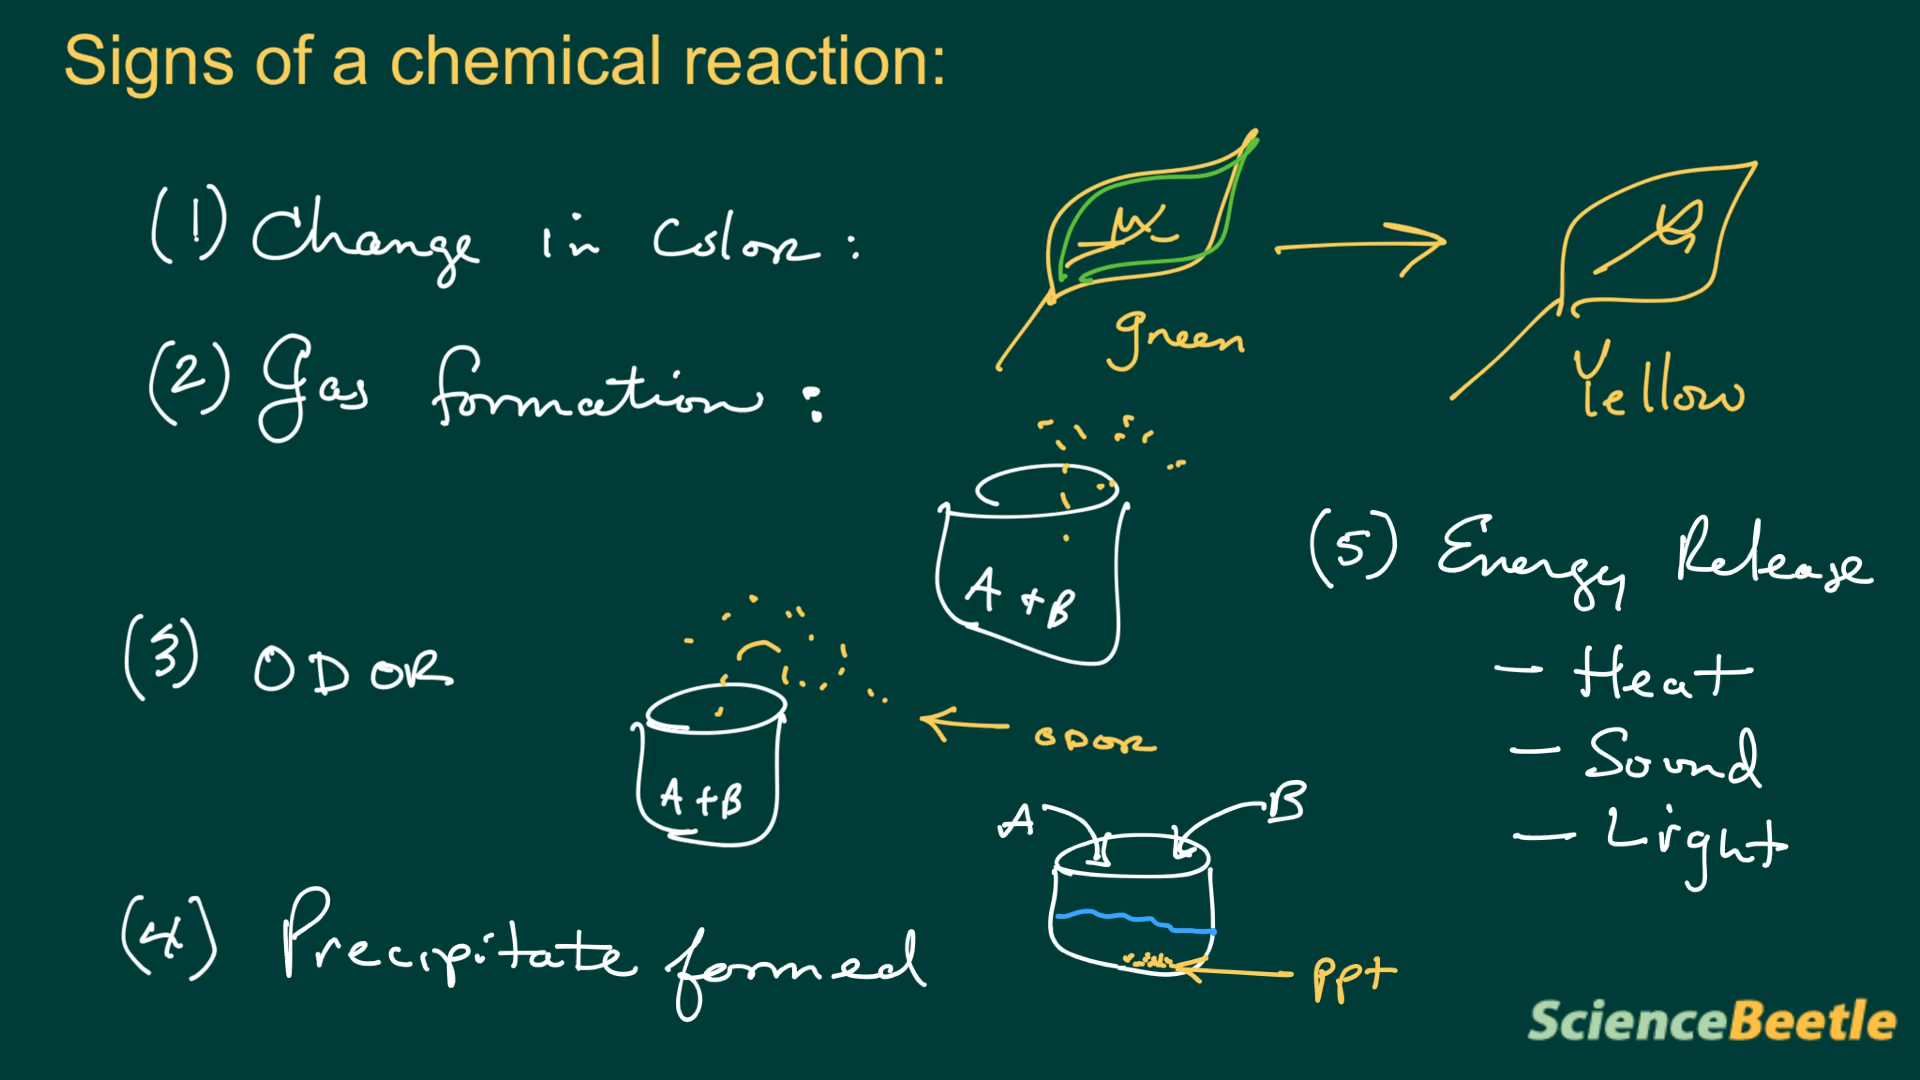 Signs of a chemical reaction:
(1) Change in Color:
green
Yellow
(2) Gas formation:
A + B
(3) ODOR
A + B
ODOR
(4) Precipitate formed
A
B
ppt
(5) Energy Release
- Heat
- Sound
- Light
ScienceBeetle